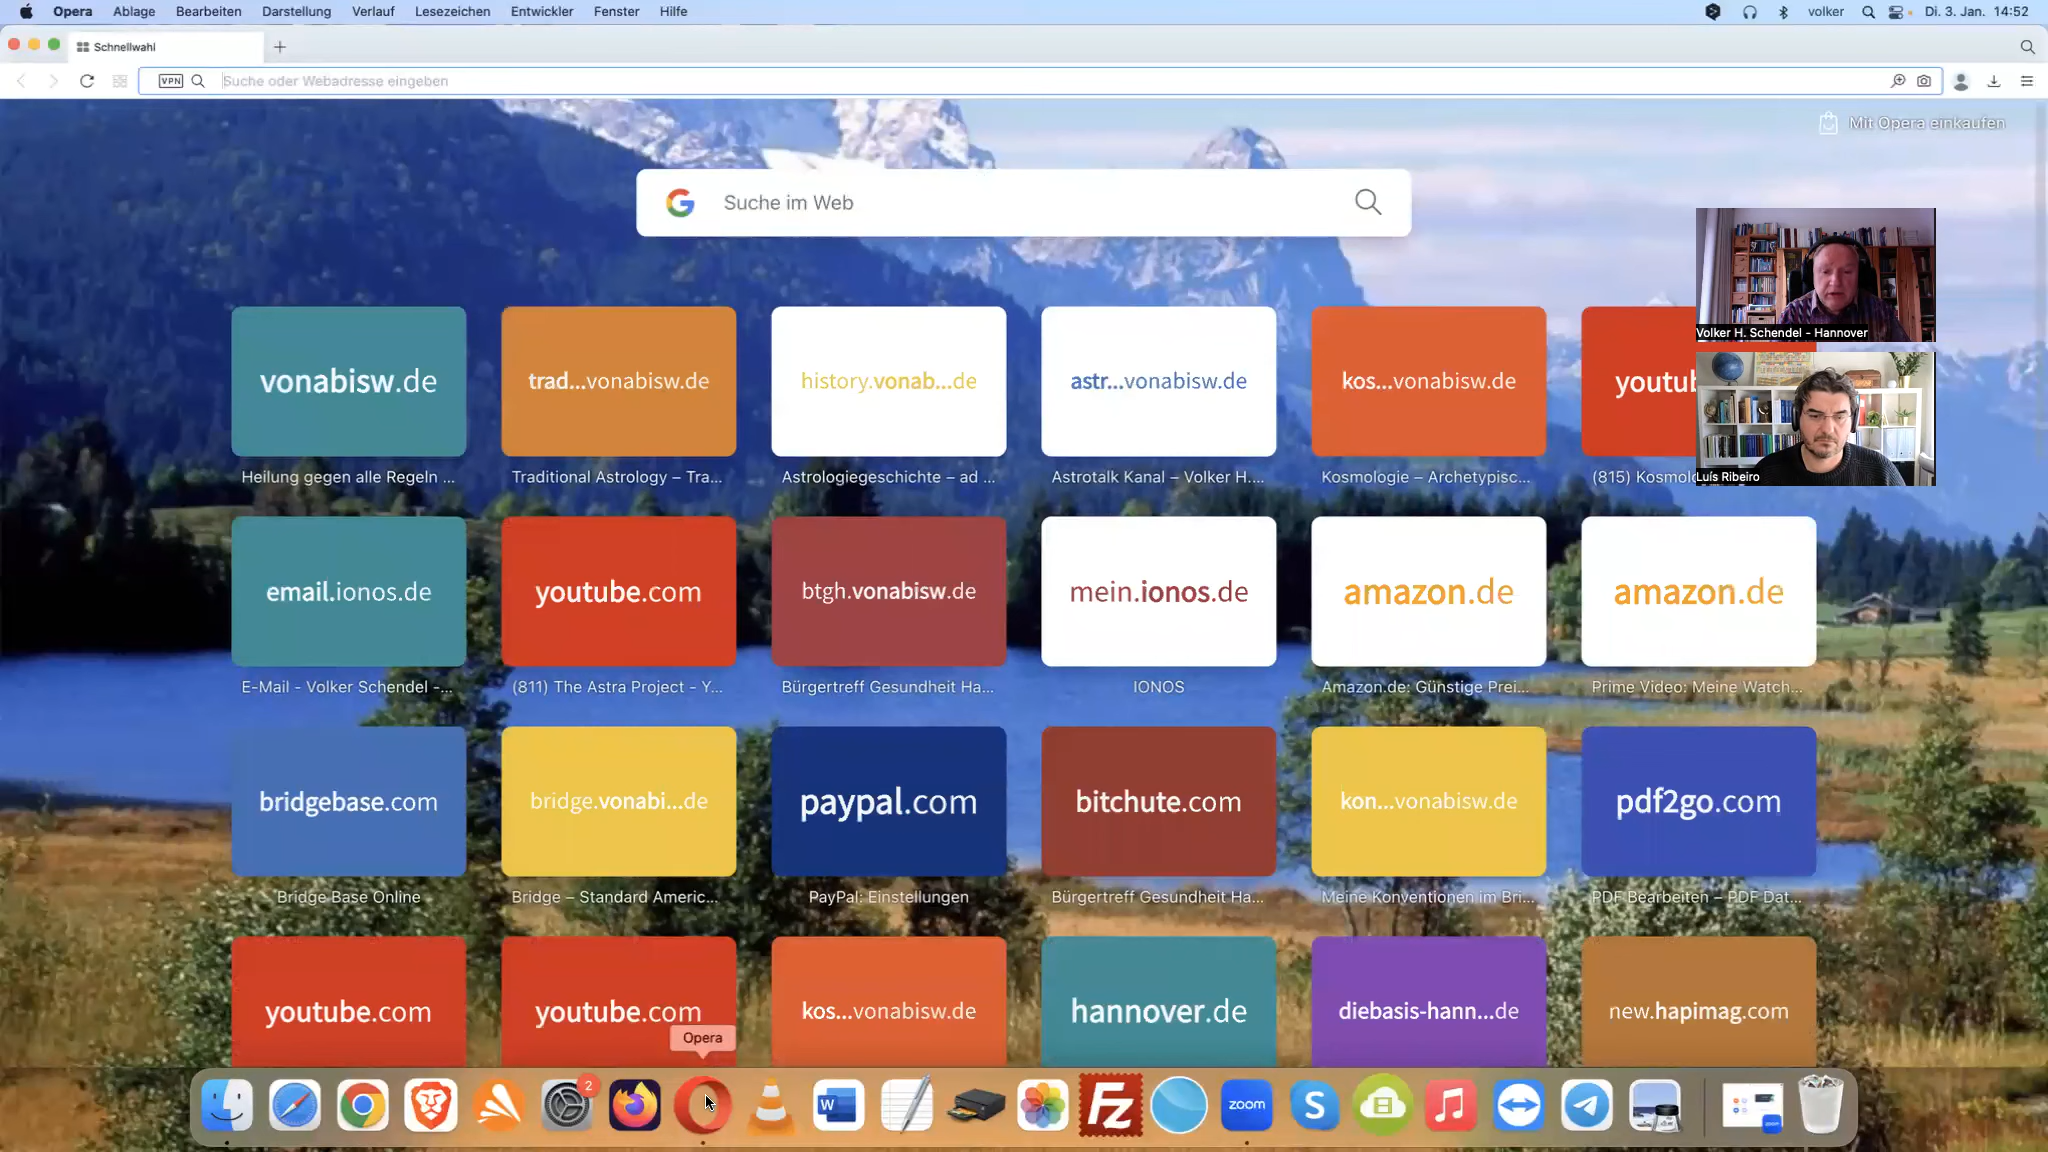 Opera Ablage Bearbeiten Darstellung Verlauf Lesezeichen Entwickler Fenster Hilfe volker Di. 3. Jan. 14:52
Schnellwahl
VPN Suche oder Webadresse eingeben
Mit Opera einkaufen
Suche im Web
Volker H. Schendel - Hannover
vonabisw.de trad...vonabisw.de history.vonab...de astr...vonabisw.de kos...vonabisw.de
Heilung gegen alle Regeln ... Traditional Astrology – Tra... Astrologiegeschichte – ad ... Astrotalk Kanal – Volker H.... Kosmologie – Archetypisc... (815)
Luís Ribeiro
email.ionos.de youtube.com btgh.vonabisw.de mein.ionos.de amazon.de amazon.de
E-Mail - Volker Schendel -... (811) The Astra Project - Y... Bürgertreff Gesundheit Ha... IONOS Amazon.de: Günstige Prei... Prime Video: Meine Watch...
bridgebase.com bridge.vonabi...de paypal.com bitchute.com kon...vonabisw.de pdf2go.com
Bridge Base Online Bridge – Standard Americ... PayPal: Einstellungen Bürgertreff Gesundheit Ha... Meine Konventionen im Bri... PDF Bearbeiten – PDF Dat...
youtube.com youtube.com kos...vonabisw.de hannover.de diebasis-hann...de new.hapimag.com
Opera
2
W
Fz
zoom
S
zoom